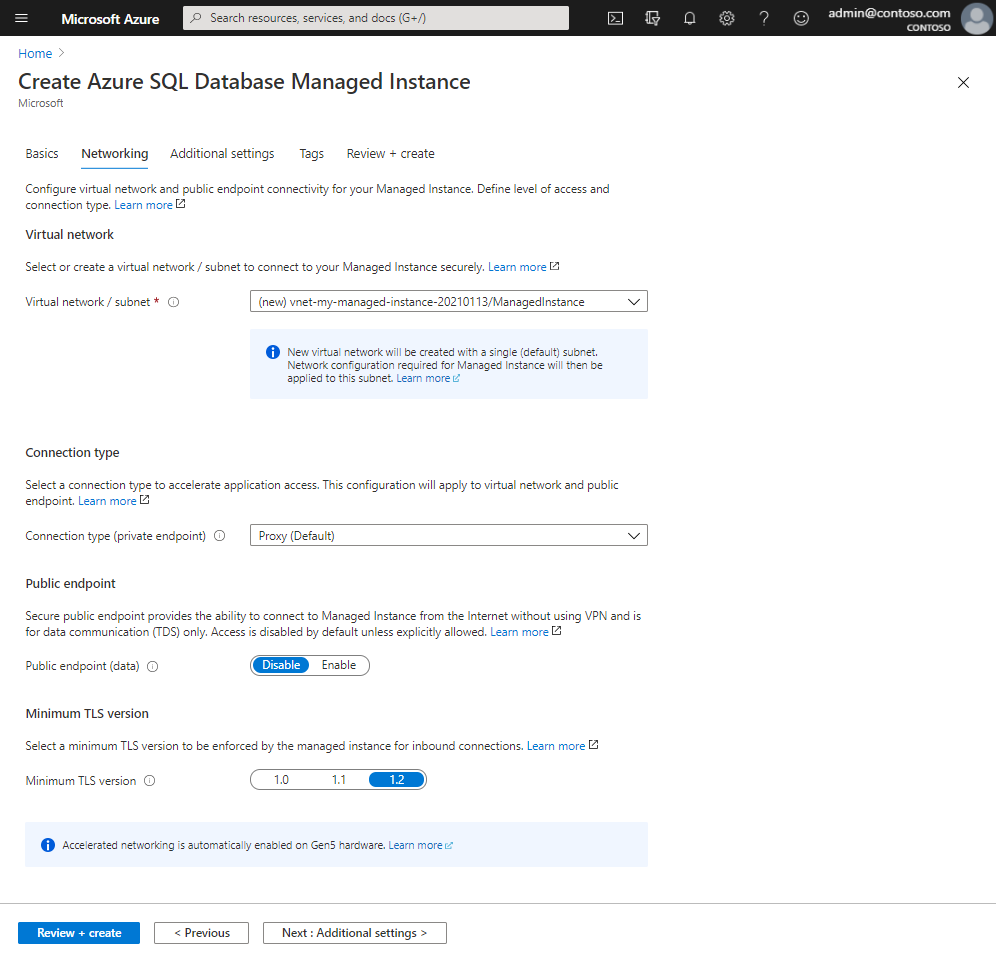 Microsoft Azure
Search resources, services, and docs (G+/)
admin@contoso.com
CONTOSO
Home
Create Azure SQL Database Managed Instance
Microsoft
Basics Networking Additional settings Tags Review + create
Configure virtual network and public endpoint connectivity for your Managed Instance. Define level of access and
connection type. Learn more
Virtual network
Select or create a virtual network / subnet to connect to your Managed Instance securely. Learn more
Virtual network / subnet *
(new) vnet-my-managed-instance-20210113/ManagedInstance
New virtual network will be created with a single (default) subnet.
Network configuration required for Managed Instance will then be
applied to this subnet. Learn more
Connection type
Select a connection type to accelerate application access. This configuration will apply to virtual network and public
endpoint. Learn more
Connection type (private endpoint)
Proxy (Default)
Public endpoint
Secure public endpoint provides the ability to connect to Managed Instance from the Internet without using VPN and is
for data communication (TDS) only. Access is disabled by default unless explicitly allowed. Learn more
Public endpoint (data)
Disable Enable
Minimum TLS version
Select a minimum TLS version to be enforced by the managed instance for inbound connections. Learn more
Minimum TLS version
1.0 1.1 1.2
Accelerated networking is automatically enabled on Gen5 hardware. Learn more
Review + create
< Previous
Next : Additional settings >